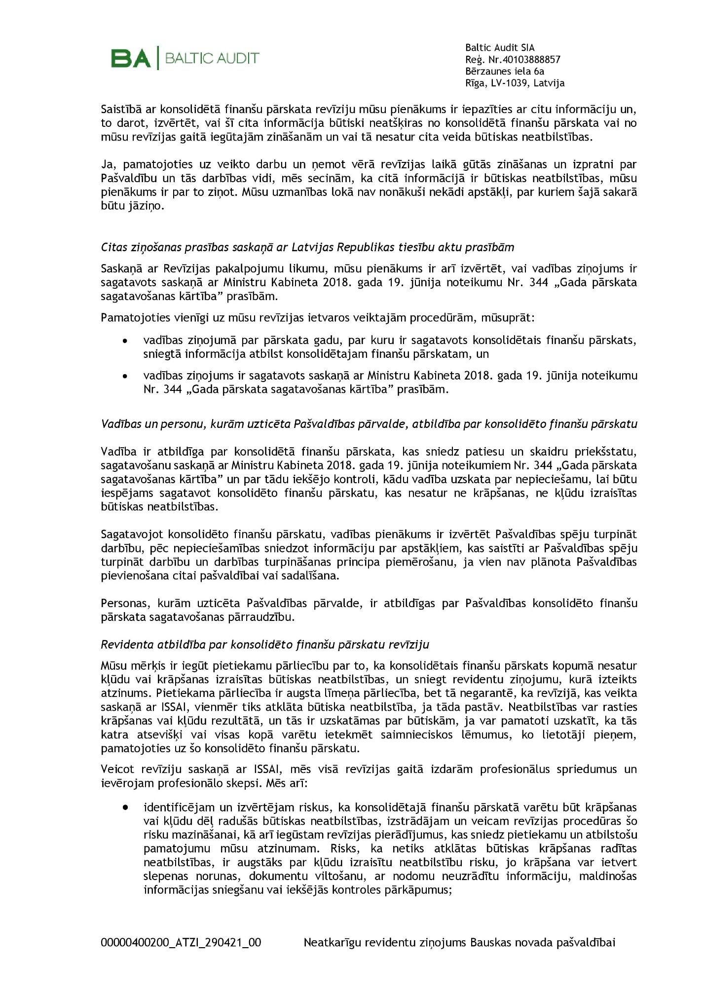 BA | BALTIC AUDIT
Baltic Audit SIA
Reģ. Nr.40103888857
Bērzaunes iela 6a
Rīga, LV-1039, Latvija
Saistībā ar konsolidētā finanšu pārskata revīziju mūsu pienākums ir iepazīties ar citu informāciju un,
to darot, izvērtēt, vai šī cita informācija būtiski neatšķiras no konsolidētā finanšu pārskata vai no
mūsu revīzijas gaitā iegūtajām zināšanām un vai tā nesatur cita veida būtiskas neatbilstības.
Ja, pamatojoties uz veikto darbu un ņemot vērā revīzijas laikā gūtās zināšanas un izpratni par
Pašvaldību un tās darbības vidi, mēs secinām, ka citā informācijā ir būtiskas neatbilstības, mūsu
pienākums ir par to ziņot. Mūsu uzmanības lokā nav nonākuši nekādi apstākļi, par kuriem šajā sakarā
būtu jāziņo.
Citas ziņošanas prasības saskaņā ar Latvijas Republikas tiesību aktu prasībām
Saskaņā ar Revīzijas pakalpojumu likumu, mūsu pienākums ir arī izvērtēt, vai vadības ziņojums ir
sagatavots saskaņā ar Ministru Kabineta 2018. gada 19. jūnija noteikumu Nr. 344 „Gada pārskata
sagatavošanas kārtība” prasībām.
Pamatojoties vienīgi uz mūsu revīzijas ietvaros veiktajām procedūrām, mūsuprāt:
• vadības ziņojumā par pārskata gadu, par kuru ir sagatavots konsolidētais finanšu pārskats,
sniegtā informācija atbilst konsolidētajam finanšu pārskatam, un
• vadības ziņojums ir sagatavots saskaņā ar Ministru Kabineta 2018. gada 19. jūnija noteikumu
Nr. 344 „Gada pārskata sagatavošanas kārtība” prasībām.
Vadības un personu, kurām uzticēta Pašvaldības pārvalde, atbildība par konsolidēto finanšu pārskatu
Vadība ir atbildīga par konsolidētā finanšu pārskata, kas sniedz patiesu un skaidru priekšstatu,
sagatavošanu saskaņā ar Ministru Kabineta 2018. gada 19. jūnija noteikumiem Nr. 344 „Gada pārskata
sagatavošanas kārtība” un par tādu iekšējo kontroli, kādu vadība uzskata par nepieciešamu, lai būtu
iespējams sagatavot konsolidēto finanšu pārskatu, kas nesatur ne krāpšanas, ne kļūdu izraisītas
būtiskas neatbilstības.
Sagatavojot konsolidēto finanšu pārskatu, vadības pienākums ir izvērtēt Pašvaldības spēju turpināt
darbību, pēc nepieciešamības sniedzot informāciju par apstākļiem, kas saistīti ar Pašvaldības spēju
turpināt darbību un darbības turpināšanas principa piemērošanu, ja vien nav plānota Pašvaldības
pievienošana citai pašvaldībai vai sadalīšana.
Personas, kurām uzticēta Pašvaldības pārvalde, ir atbildīgas par Pašvaldības konsolidēto finanšu
pārskata sagatavošanas pārraudzību.
Revidenta atbildība par konsolidēto finanšu pārskatu revīziju
Mūsu mērķis ir iegūt pietiekamu pārliecību par to, ka konsolidētais finanšu pārskats kopumā nesatur
kļūdu vai krāpšanas izraisītas būtiskas neatbilstības, un sniegt revidentu ziņojumu, kurā izteikts
atzinums. Pietiekama pārliecība ir augsta līmeņa pārliecība, bet tā negarantē, ka revīzijā, kas veikta
saskaņā ar ISSAI, vienmēr tiks atklāta būtiska neatbilstība, ja tāda pastāv. Neatbilstības var rasties
krāpšanas vai kļūdu rezultātā, un tās ir uzskatāmas par būtiskām, ja var pamatoti uzskatīt, ka tās
katra atsevišķi vai visas kopā varētu ietekmēt saimnieciskos lēmumus, ko lietotāji pieņem,
pamatojoties uz šo konsolidēto finanšu pārskatu.
Veicot revīziju saskaņā ar ISSAI, mēs visā revīzijas gaitā izdarām profesionālus spriedumus un
ievērojam profesionālo skepsi. Mēs arī:
• identificējam un izvērtējam riskus, ka konsolidētajā finanšu pārskatā varētu būt krāpšanas
vai kļūdu dēļ radušās būtiskas neatbilstības, izstrādājam un veicam revīzijas procedūras šo
risku mazināšanai, kā arī iegūstam revīzijas pierādījumus, kas sniedz pietiekamu un atbilstošu
pamatojumu mūsu atzinumam. Risks, ka netiks atklātas būtiskas krāpšanas radītas
neatbilstības, ir augstāks par kļūdu izraisītu neatbilstību risku, jo krāpšana var ietvert
slepenas norunas, dokumentu viltošanu, ar nodomu neuzrādītu informāciju, maldinošas
informācijas sniegšanu vai iekšējās kontroles pārkāpumus;
00000400200_ATZI_290421_00 Neatkarīgu revidentu ziņojums Bauskas novada pašvaldībai